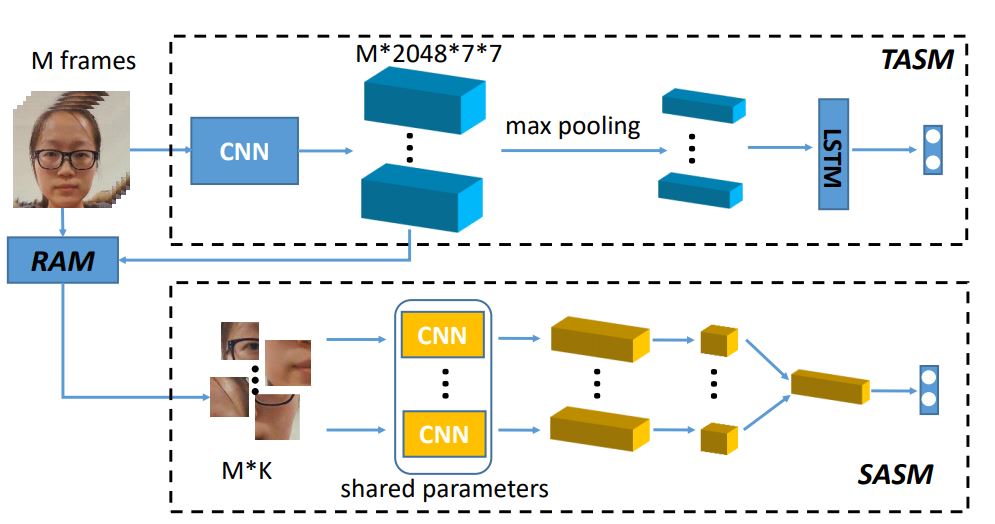 M frames
M*2048*7*7
TASM
CNN
max pooling
LSTM
RAM
CNN
CNN
M*K
shared parameters
SASM